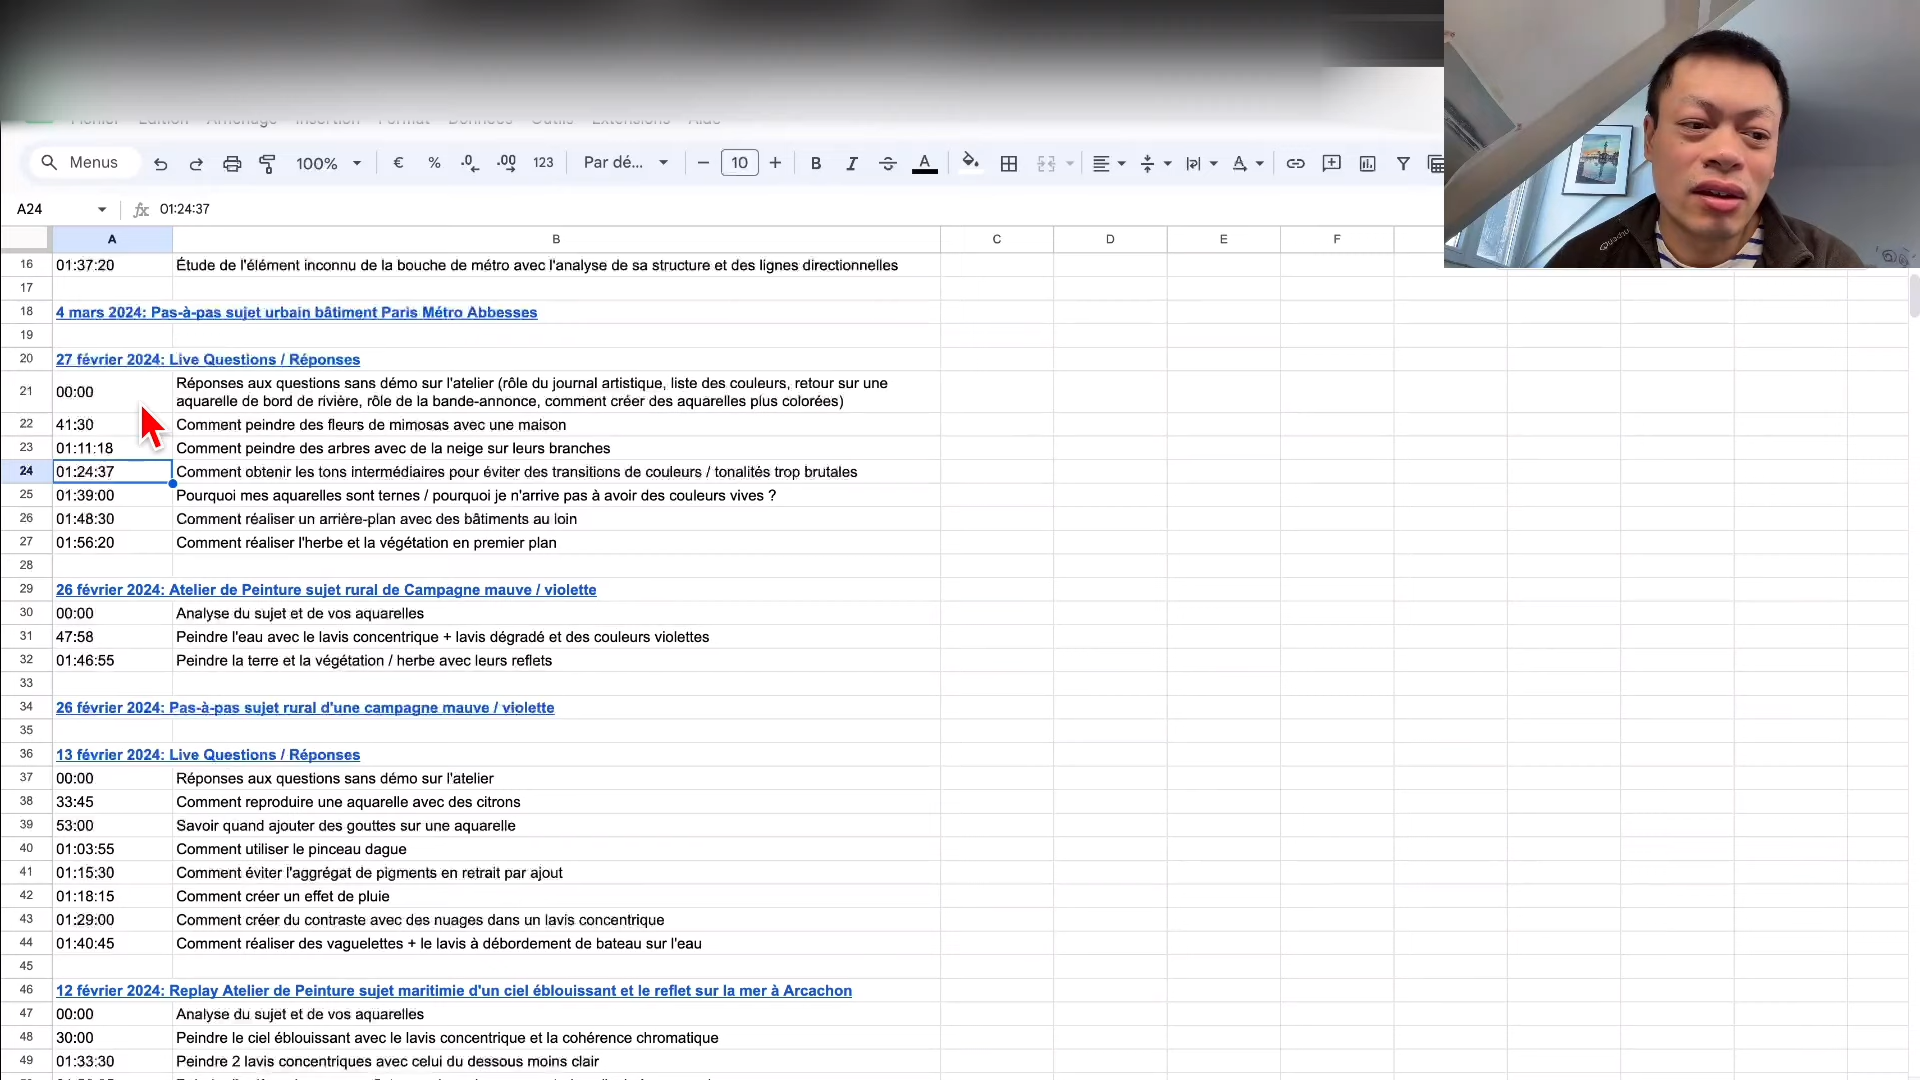 Fichier Édition Affichage Insertion Format Données Outils Extensions Aide
Menus 100% € % .0 .00 123 Par dé... 10 B I A
A24 fx 01:24:37
A B C D E F
16 01:37:20 Étude de l'élément inconnu de la bouche de métro avec l'analyse de sa structure et des lignes directionnelles
17
18 4 mars 2024: Pas-à-pas sujet urbain bâtiment Paris Métro Abbesses
19
20 27 février 2024: Live Questions / Réponses
21 00:00 Réponses aux questions sans démo sur l'atelier (rôle du journal artistique, liste des couleurs, retour sur une
aquarelle de bord de rivière, rôle de la bande-annonce, comment créer des aquarelles plus colorées)
22 41:30 Comment peindre des fleurs de mimosas avec une maison
23 01:11:18 Comment peindre des arbres avec de la neige sur leurs branches
24 01:24:37 Comment obtenir les tons intermédiaires pour éviter des transitions de couleurs / tonalités trop brutales
25 01:39:00 Pourquoi mes aquarelles sont ternes / pourquoi je n'arrive pas à avoir des couleurs vives ?
26 01:48:30 Comment réaliser un arrière-plan avec des bâtiments au loin
27 01:56:20 Comment réaliser l'herbe et la végétation en premier plan
28
29 26 février 2024: Atelier de Peinture sujet rural de Campagne mauve / violette
30 00:00 Analyse du sujet et de vos aquarelles
31 47:58 Peindre l'eau avec le lavis concentrique + lavis dégradé et des couleurs violettes
32 01:46:55 Peindre la terre et la végétation / herbe avec leurs reflets
33
34 26 février 2024: Pas-à-pas sujet rural d'une campagne mauve / violette
35
36 13 février 2024: Live Questions / Réponses
37 00:00 Réponses aux questions sans démo sur l'atelier
38 33:45 Comment reproduire une aquarelle avec des citrons
39 53:00 Savoir quand ajouter des gouttes sur une aquarelle
40 01:03:55 Comment utiliser le pinceau dague
41 01:15:30 Comment éviter l'aggrégat de pigments en retrait par ajout
42 01:18:15 Comment créer un effet de pluie
43 01:29:00 Comment créer du contraste avec des nuages dans un lavis concentrique
44 01:40:45 Comment réaliser des vaguelettes + le lavis à débordement de bateau sur l'eau
45
46 12 février 2024: Replay Atelier de Peinture sujet maritimie d'un ciel éblouissant et le reflet sur la mer à Arcachon
47 00:00 Analyse du sujet et de vos aquarelles
48 30:00 Peindre le ciel éblouissant avec le lavis concentrique et la cohérence chromatique
49 01:33:30 Peindre 2 lavis concentriques avec celui du dessous moins clair